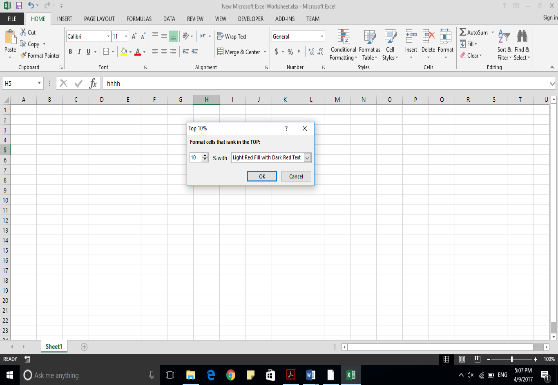 New Microsoft Excel Worksheet.xlsx - Microsoft Excel
FILE HOME INSERT PAGE LAYOUT FORMULAS DATA REVIEW VIEW DEVELOPER ADD-INS TEAM Sign in
Paste Cut Copy Format Painter
Calibri 11 Wrap Text General AutoSum Fill Clear
B I U Merge & Center $ % Conditional Formatting Format as Table Cell Styles Insert Delete Format Sort & Find & Filter Select
Clipboard Font Alignment Number Styles Cells Editing
H5 fx hhhh
A B C D E F G H I J K L M N O P Q R S T U
1
2
3
Top 10% ? X
4
Format cells that rank in the TOP:
5
6
10 % with Light Red Fill with Dark Red Text
7
8
OK Cancel
9
10
11
12
13
14
15
16
17
18
19
20
21
22
23
Sheet1
READY 100%
Ask me anything ENG 5:07 PM
4/9/2017